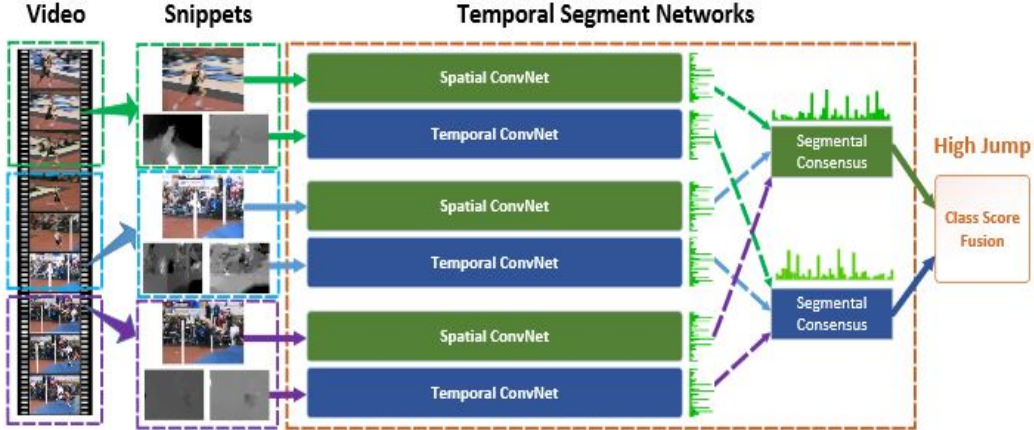 Video
Snippets
Temporal Segment Networks
Spatial ConvNet
Temporal ConvNet
Spatial ConvNet
Temporal ConvNet
Spatial ConvNet
Temporal ConvNet
Segmental
Consensus
Segmental
Consensus
High Jump
Class Score
Fusion